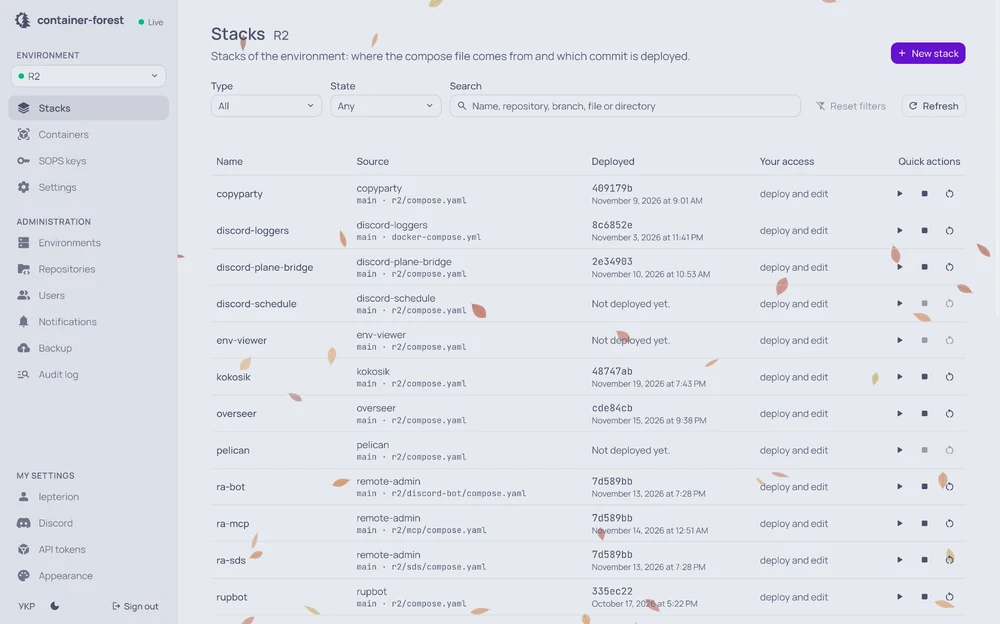 container-forest
Live
ENVIRONMENT
R2
Stacks
Containers
SOPS keys
Settings
ADMINISTRATION
Environments
Repositories
Users
Notifications
Backup
Audit log
MY SETTINGS
lepterion
Discord
API tokens
Appearance
YKP
Sign out
Stacks R2
Stacks of the environment: where the compose file comes from and which commit is deployed.
+ New stack
Type State Search
All Any Name, repository, branch, file or directory Reset filters Refresh
Name Source Deployed Your access Quick actions
copyparty copyparty 409179b deploy and edit
main · r2/compose.yaml November 9, 2026 at 9:01 AM
discord-loggers discord-loggers 8c6852e deploy and edit
main · docker-compose.yml November 3, 2026 at 11:41 PM
discord-plane-bridge discord-plane-bridge 2e34903 deploy and edit
main · r2/compose.yaml November 10, 2026 at 10:53 AM
discord-schedule discord-schedule Not deployed yet. deploy and edit
main · r2/compose.yaml
env-viewer env-viewer Not deployed yet. deploy and edit
main · r2/compose.yaml
kokosik kokosik 48747ab deploy and edit
main · r2/compose.yaml November 19, 2026 at 7:43 PM
overseer overseer cde84cb deploy and edit
main · r2/compose.yaml November 15, 2026 at 9:38 PM
pelican pelican Not deployed yet. deploy and edit
main · r2/compose.yaml
ra-bot remote-admin 7d589bb deploy and edit
main · r2/discord-bot/compose.yaml November 13, 2026 at 7:28 PM
ra-mcp remote-admin 7d589bb deploy and edit
main · r2/mcp/compose.yaml November 14, 2026 at 12:51 AM
ra-sds remote-admin 7d589bb deploy and edit
main · r2/sds/compose.yaml November 13, 2026 at 7:28 PM
rupbot rupbot 335ec22 deploy and edit
main · r2/compose.yaml October 17, 2026 at 5:22 PM